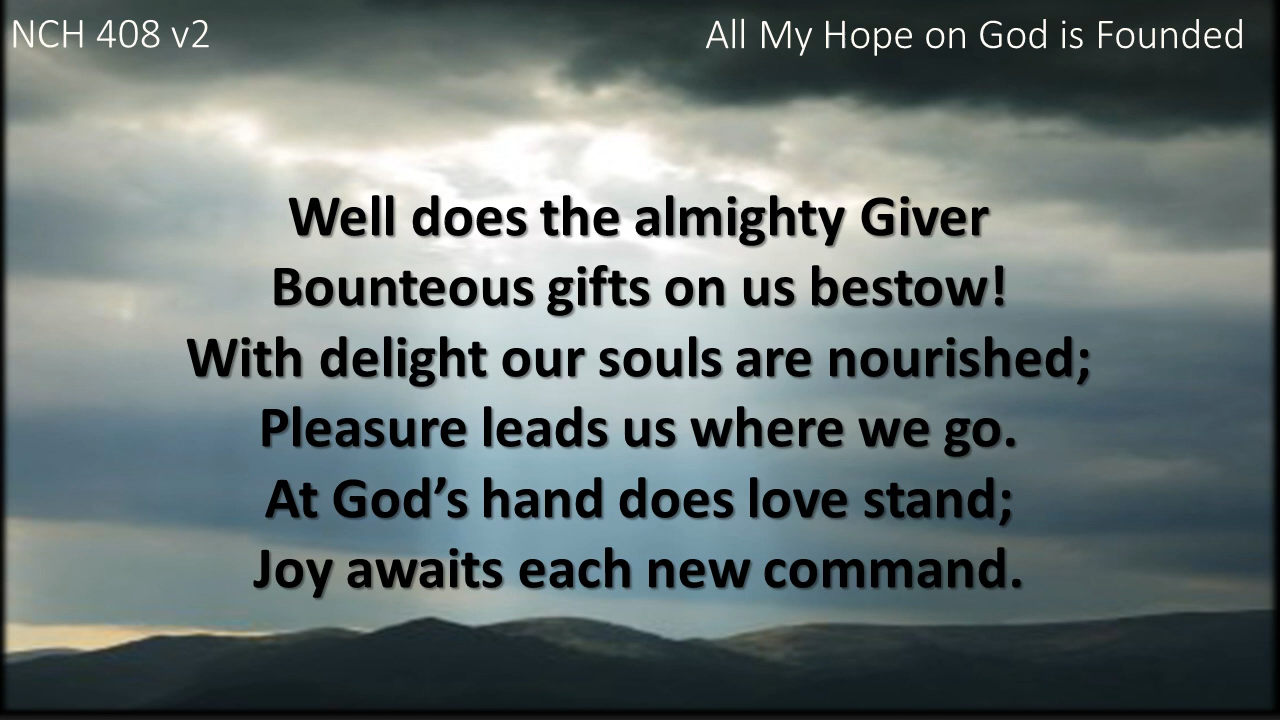 NCH 408 v2
All My Hope on God is Founded
Well does the almighty Giver
Bounteous gifts on us bestow!
With delight our souls are nourished;
Pleasure leads us where we go.
At God’s hand does love stand;
Joy awaits each new command.